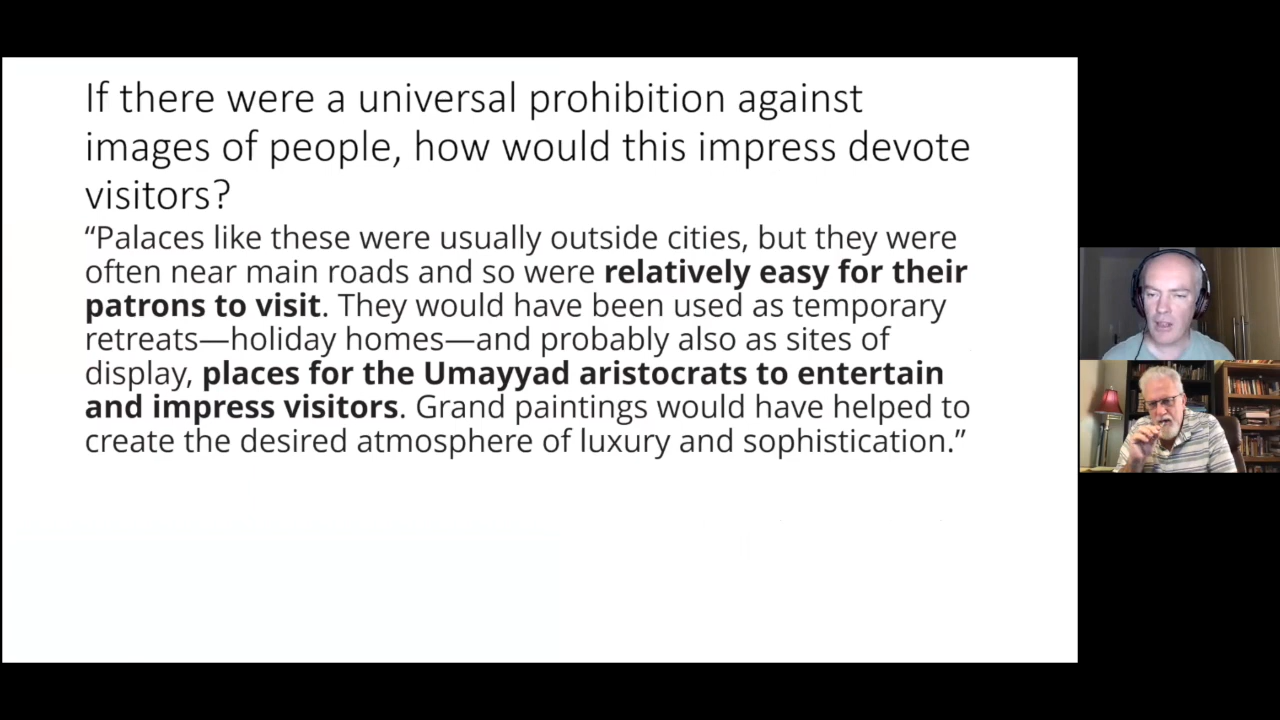 If there were a universal prohibition against
images of people, how would this impress devote
visitors?
“Palaces like these were usually outside cities, but they were
often near main roads and so were relatively easy for their
patrons to visit. They would have been used as temporary
retreats—holiday homes—and probably also as sites of
display, places for the Umayyad aristocrats to entertain
and impress visitors. Grand paintings would have helped to
create the desired atmosphere of luxury and sophistication.”